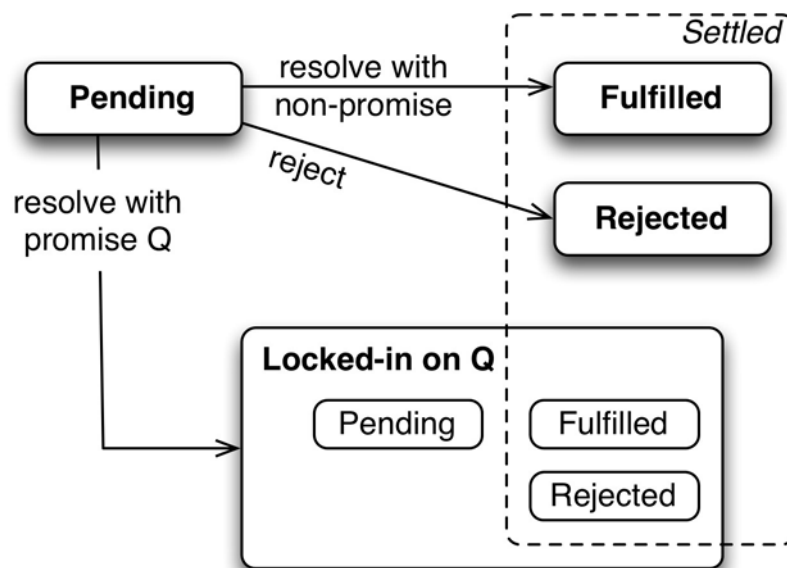 Settled
Pending
resolve with
non-promise
Fulfilled
reject
Rejected
resolve with
promise Q
Locked-in on Q
Pending
Fulfilled
Rejected